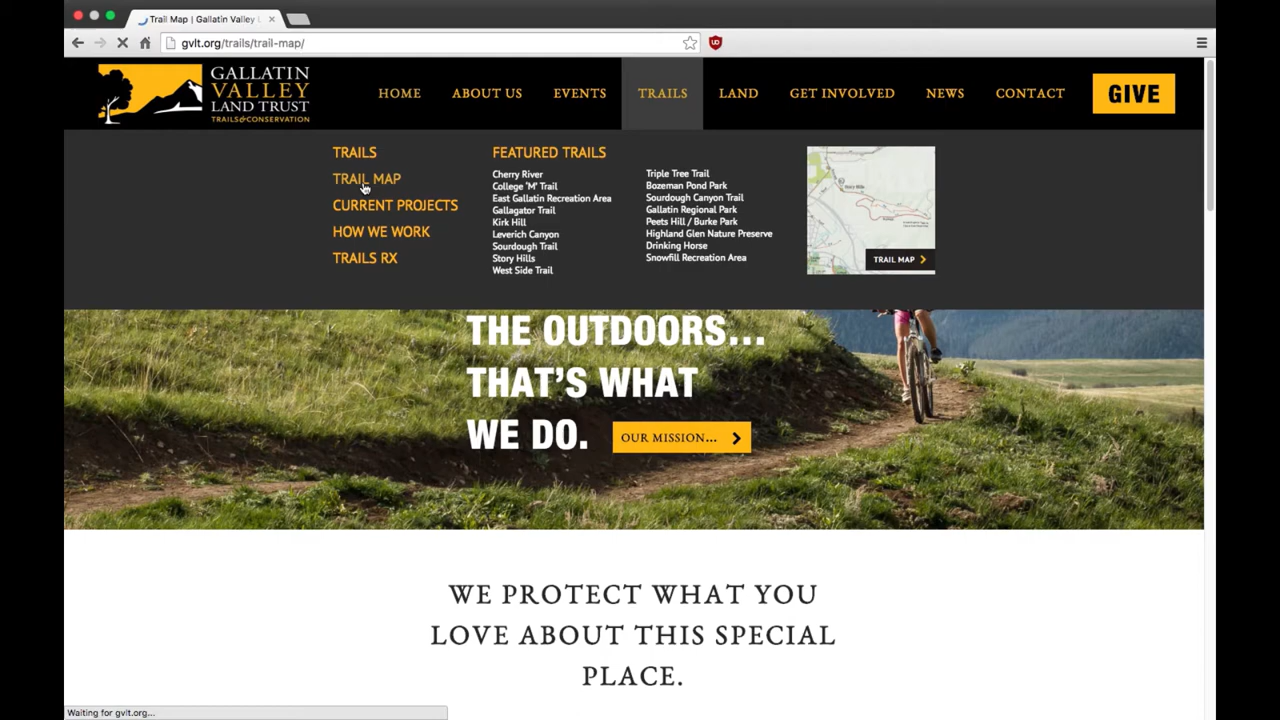 Trail Map | Gallatin Valley L
gvlt.org/trails/trail-map/
GALLATIN
VALLEY
LAND TRUST
TRAILS&CONSERVATION
HOME
ABOUT US
EVENTS
TRAILS
LAND
GET INVOLVED
NEWS
CONTACT
GIVE
TRAILS
TRAIL MAP
CURRENT PROJECTS
HOW WE WORK
TRAILS RX
FEATURED TRAILS
Cherry River
College 'M' Trail
East Gallatin Recreation Area
Gallagator Trail
Kirk Hill
Leverich Canyon
Sourdough Trail
Story Hills
West Side Trail
Triple Tree Trail
Bozeman Pond Park
Sourdough Canyon Trail
Gallatin Regional Park
Peets Hill / Burke Park
Highland Glen Nature Preserve
Drinking Horse
Snowfill Recreation Area
TRAIL MAP
THE OUTDOORS...
THAT'S WHAT
WE DO.
OUR MISSION...
WE PROTECT WHAT YOU
LOVE ABOUT THIS SPECIAL
PLACE.
Waiting for gvlt.org...